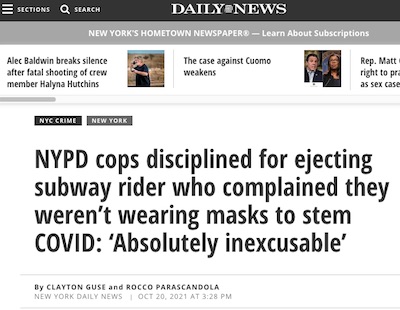 SECTIONS
SEARCH
DAILY NEWS
NEW YORK'S HOMETOWN NEWSPAPER® — Learn About Subscriptions
Alec Baldwin breaks silence
after fatal shooting of crew
member Halyna Hutchins
The case against Cuomo
weakens
Rep. Matt G
right to pra
as sex case
NYC CRIME
NEW YORK
NYPD cops disciplined for ejecting
subway rider who complained they
weren't wearing masks to stem
COVID: 'Absolutely inexcusable'
By CLAYTON GUSE and ROCCO PARASCANDOLA
NEW YORK DAILY NEWS | OCT 20, 2021 AT 3:28 PM